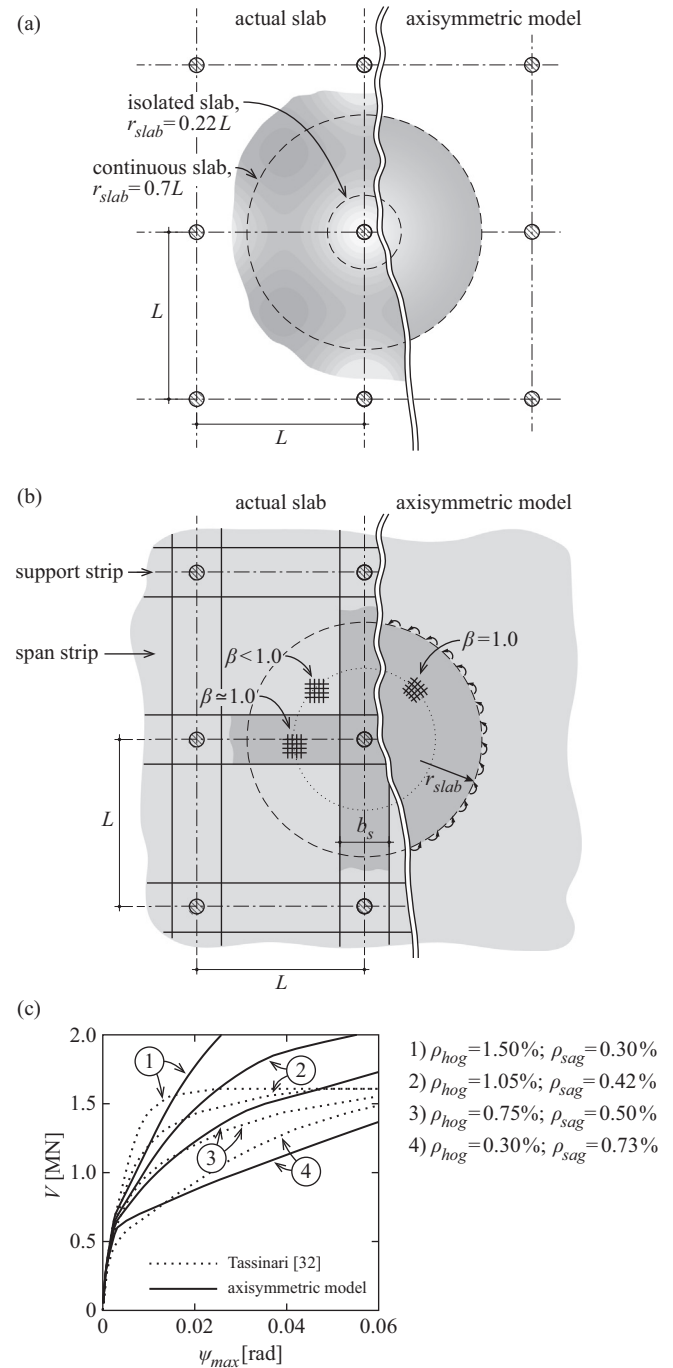 (a)
actual slab
axisymmetric model
isolated slab,
r_slab=0.22L
continuous slab,
r_slab=0.7L
L
L
(b)
actual slab
axisymmetric model
support strip
span strip
β<1.0
β=1.0
β≃1.0
r_slab
L
b_s
L
(c)
2.0
1.5
1.0
0.5
0
V [MN]
1
2
3
4
Tassinari [32]
axisymmetric model
0
0.02
0.04
0.06
ψ_max [rad]
1) ρ_hog=1.50%; ρ_sag=0.30%
2) ρ_hog=1.05%; ρ_sag=0.42%
3) ρ_hog=0.75%; ρ_sag=0.50%
4) ρ_hog=0.30%; ρ_sag=0.73%